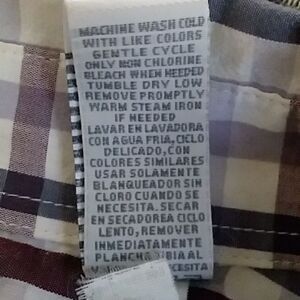 MACHINE WASH COLD
WITH LIKE COLORS
GENTLE CYCLE
ONLY NON CHLORINE
BLEACH WHEN NEEDED
TUMBLE DRY LOW
REMOVE PROMPTLY
WARM STEAM IRON
IF NEEDED
LAVAR EN LAVADORA
CON AGUA FRIA, CICLO
DELICADO, CON
COLORES SIMILARES
USAR SOLAMENTE
BLANQUEADOR SIN
CLORO CUANDO SE
NECESITA. SECAR
EN SECADOREA CICLO
LENTO, REMOVER
INMEDIATAMENTE
PLANCHA